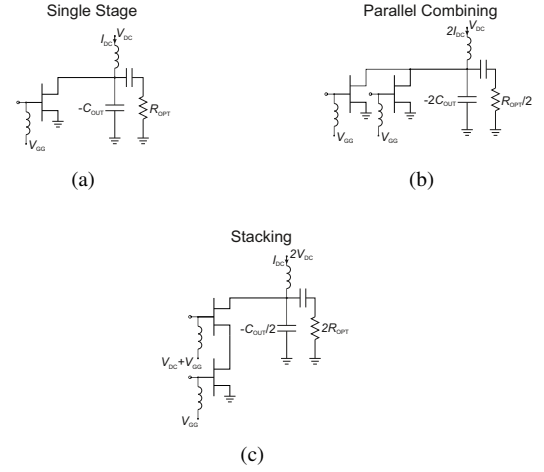 Single Stage
I_DC V_DC
-C_OUT
R_OPT
V_GG
(a)
Parallel Combining
2I_DC V_DC
-2C_OUT
R_OPT/2
V_GG V_GG
(b)
Stacking
I_DC 2V_DC
-C_OUT/2
2R_OPT
V_DC+V_GG
V_GG
(c)